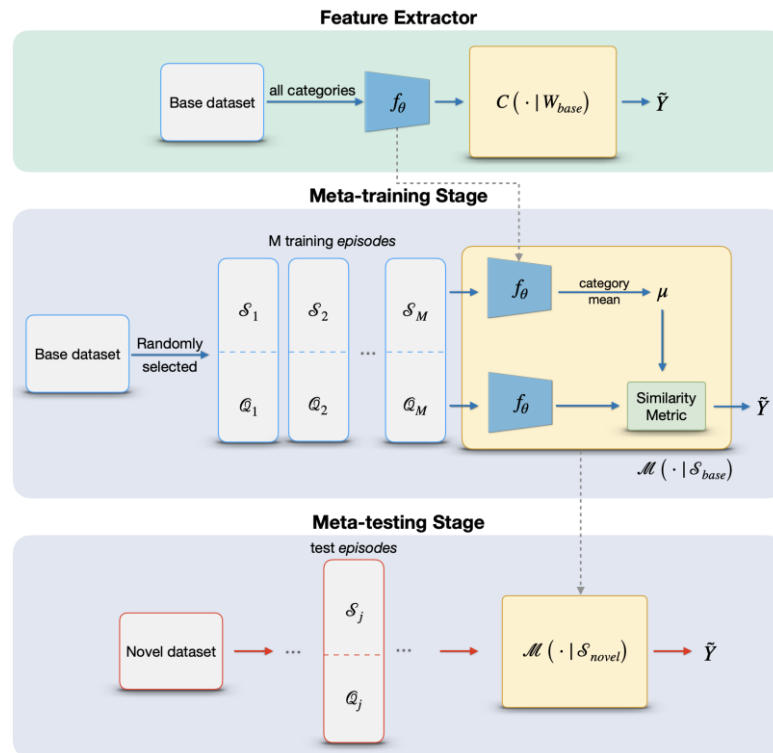 Feature Extractor
Base dataset
all categories
f_θ
C ( · | W_base )
Ỹ
Meta-training Stage
M training episodes
Base dataset
Randomly
selected
𝒮_1
𝒮_2
...
𝒮_M
𝒬_1
𝒬_2
𝒬_M
f_θ
category
mean
μ
f_θ
Similarity
Metric
Ỹ
ℳ ( · | 𝒮_base )
Meta-testing Stage
test episodes
Novel dataset
...
𝒮_j
𝒬_j
...
ℳ ( · | 𝒮_novel )
Ỹ